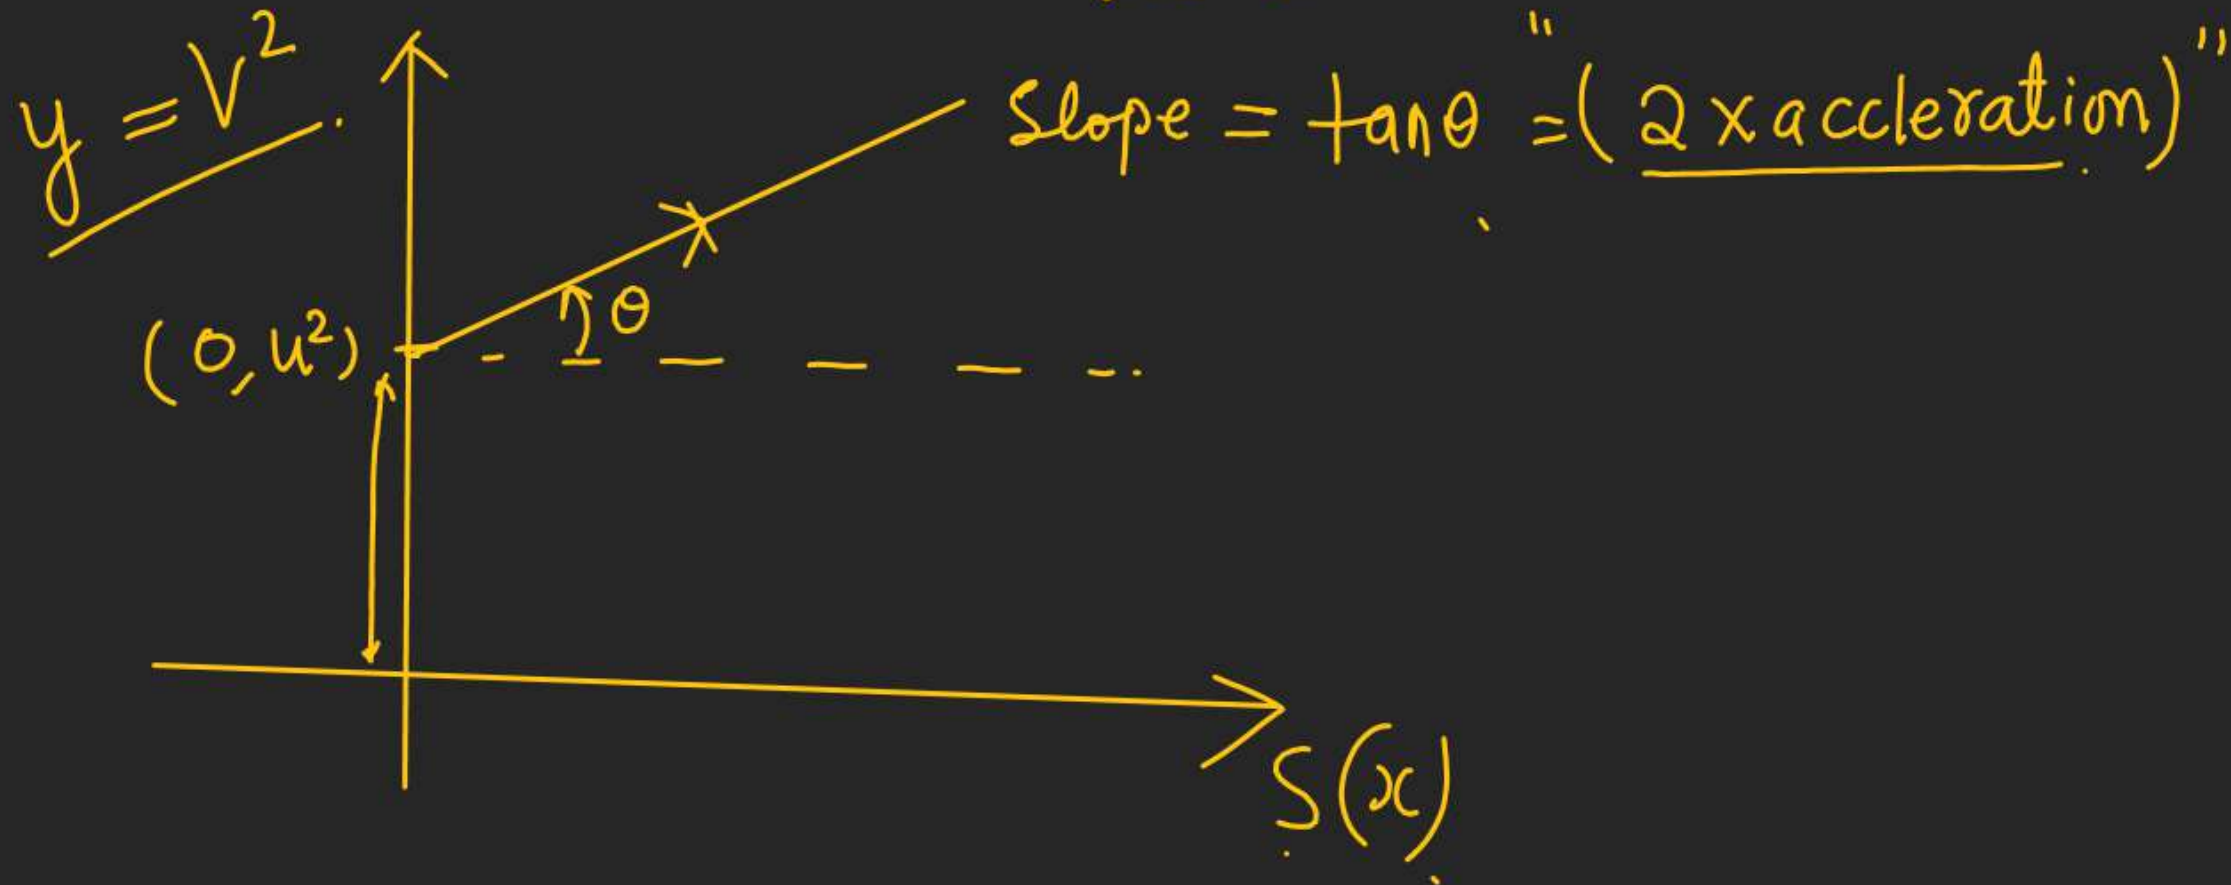 y = V²
Slope = tanθ = "(2 x accleration)"
θ
(0, u²)
S(x)